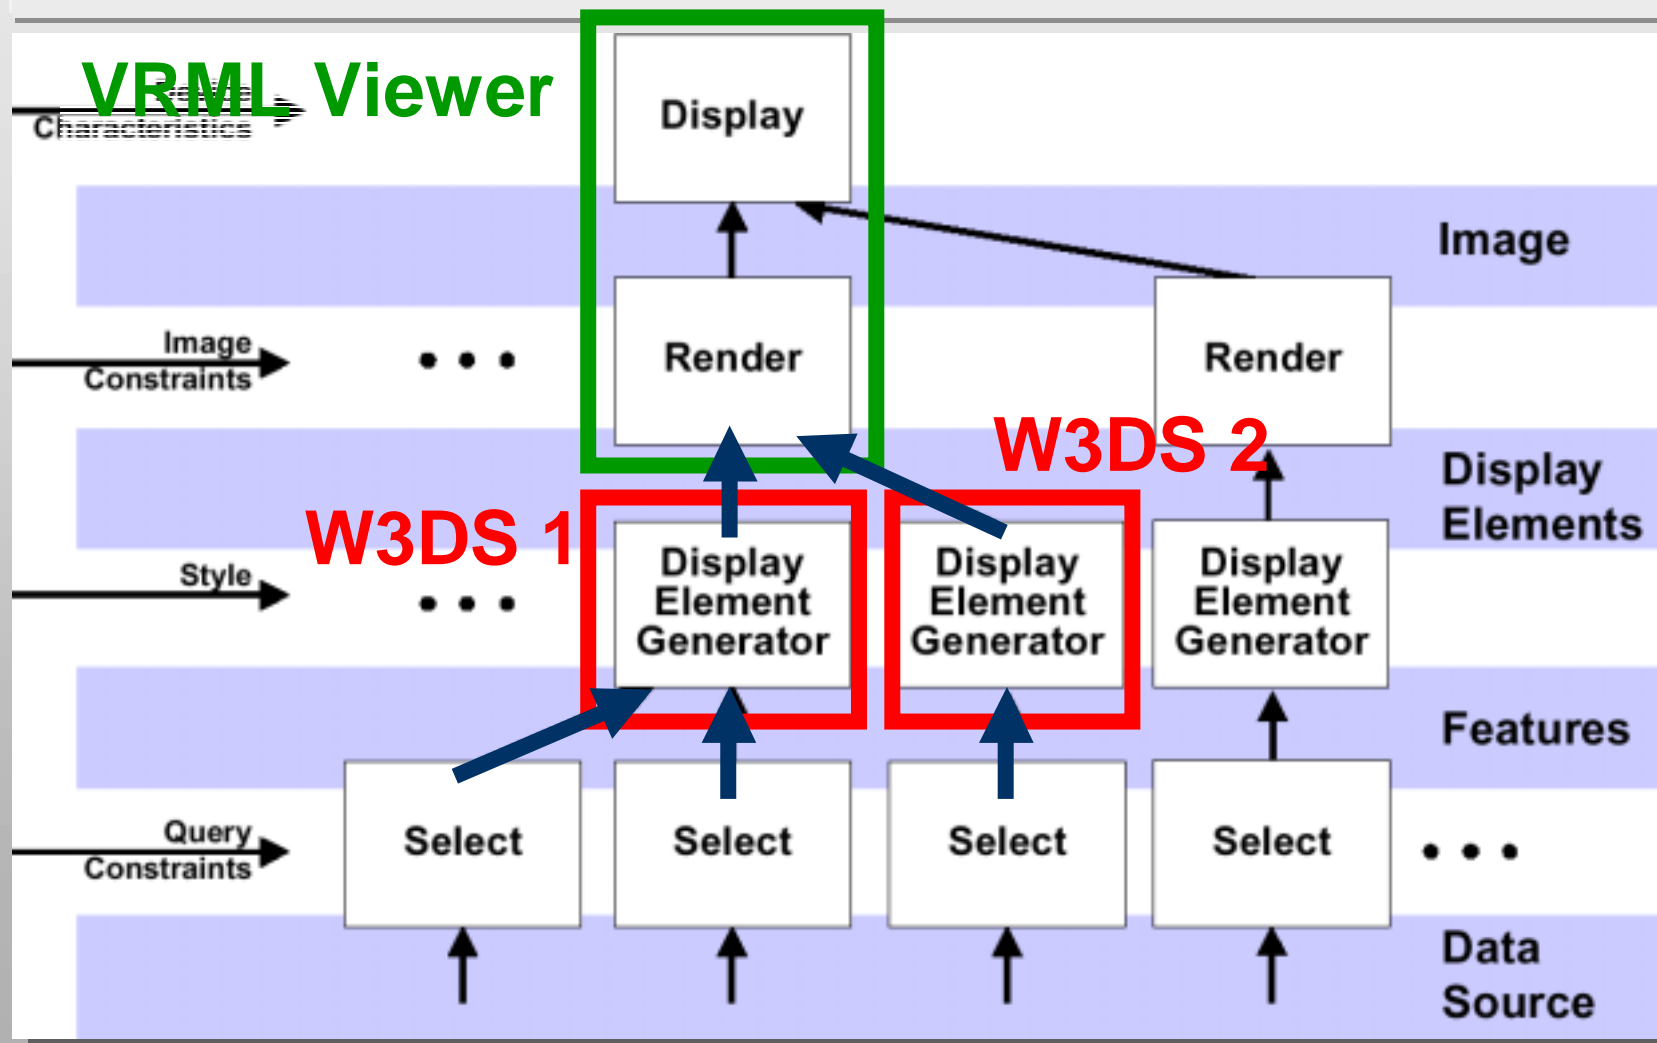 VRML Viewer
Characteristics
Display
Image
Image
Constraints
Render
Render
W3DS 2
Display
Elements
W3DS 1
Style
Display
Element
Generator
Display
Element
Generator
Display
Element
Generator
Features
Query
Constraints
Select
Select
Select
Select
Data
Source